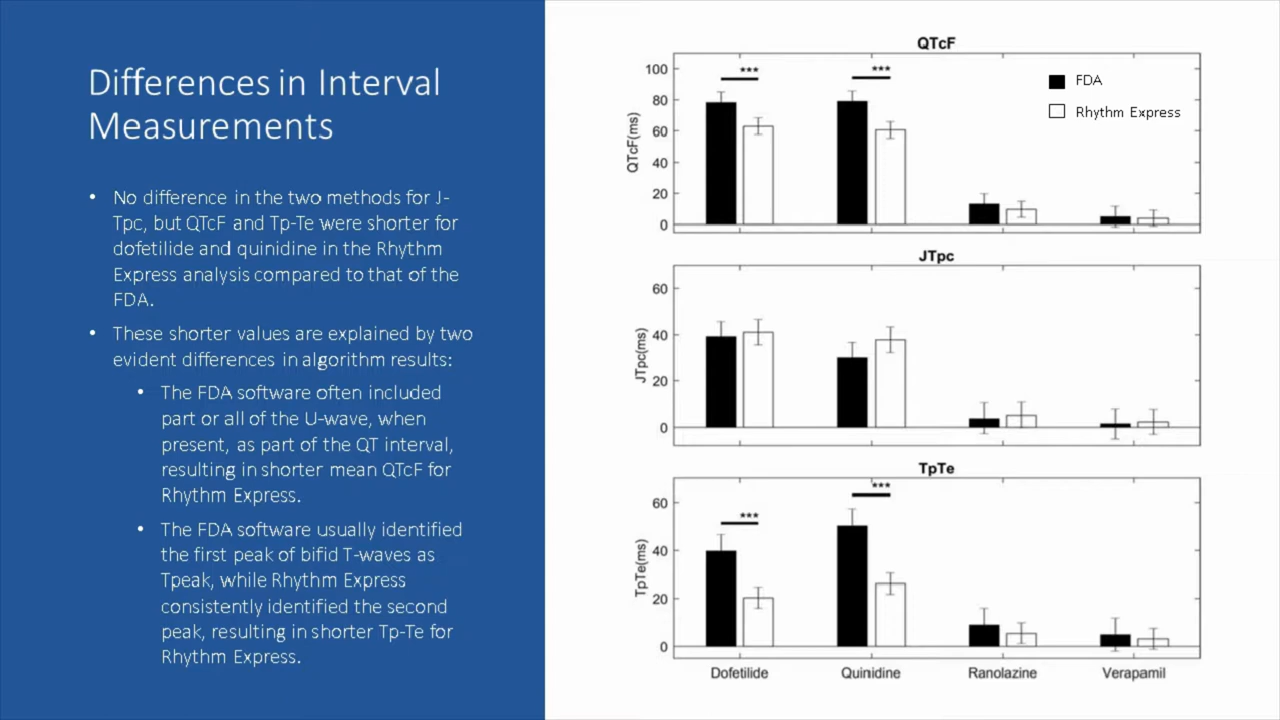 Differences in Interval
Measurements
• No difference in the two methods for J-
Tpc, but QTcF and Tp-Te were shorter for
dofetilide and quinidine in the Rhythm
Express analysis compared to that of the
FDA.
• These shorter values are explained by two
evident differences in algorithm results:
• The FDA software often included
part or all of the U-wave, when
present, as part of the QT interval,
resulting in shorter mean QTcF for
Rhythm Express.
• The FDA software usually identified
the first peak of bifid T-waves as
Tpeak, while Rhythm Express
consistently identified the second
peak, resulting in shorter Tp-Te for
Rhythm Express.
QTcF
QTcF(ms)
100
80
60
40
20
0
*** ***
FDA
Rhythm Express
JTpc
JTpc(ms)
60
40
20
0
TpTe
TpTe(ms)
60
40
20
0
*** ***
Dofetilide Quinidine Ranolazine Verapamil